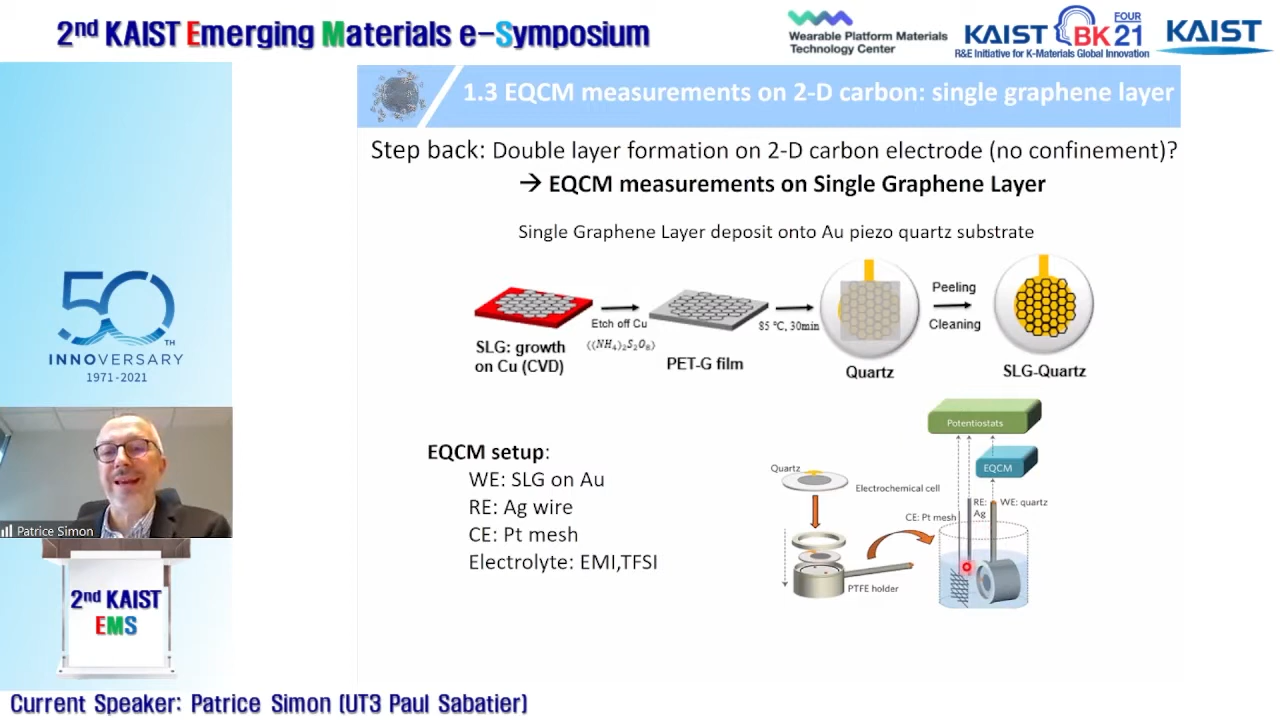 2nd KAIST Emerging Materials e-Symposium
Wearable Platform Materials
Technology Center
KAIST BK FOUR 21
R&E Initiative for K-Materials Global Innovation
KAIST
1.3 EQCM measurements on 2-D carbon: single graphene layer
Step back: Double layer formation on 2-D carbon electrode (no confinement)?
→ EQCM measurements on Single Graphene Layer
Single Graphene Layer deposit onto Au piezo quartz substrate
SLG: growth
on Cu (CVD)
Etch off Cu
((NH4)2S2O8)
PET-G film
85 °C, 30min
Quartz
Peeling
Cleaning
SLG-Quartz
50TH
INNOVERSARY
1971-2021
Patrice Simon
2nd KAIST
EMS
EQCM setup:
WE: SLG on Au
RE: Ag wire
CE: Pt mesh
Electrolyte: EMI,TFSI
Quartz
Electrochemical cell
PTFE holder
Potentiostats
EQCM
RE:
Ag
WE: quartz
CE: Pt mesh
Current Speaker: Patrice Simon (UT3 Paul Sabatier)